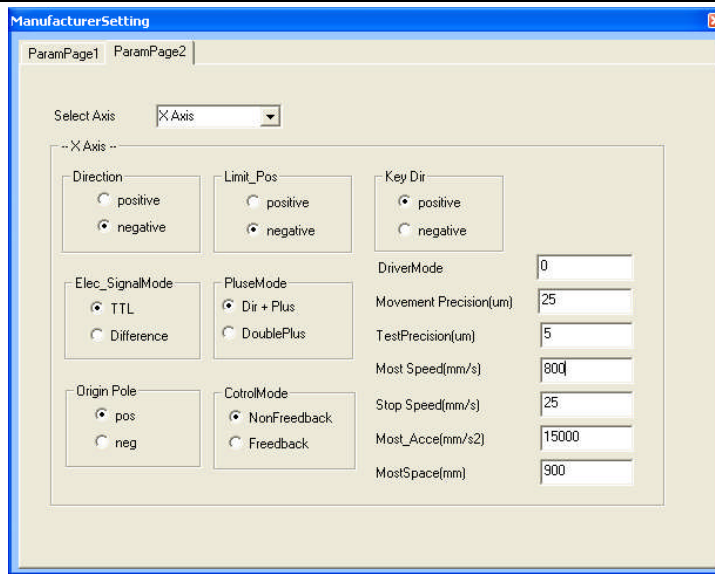 ManufacturerSetting
ParamPage1 ParamPage2
Select Axis X Axis
-- X Axis --
Direction
positive
negative
Limit_Pos
positive
negative
Key Dir
positive
negative
Elec_SignalMode
TTL
Difference
PluseMode
Dir + Plus
DoublePlus
Origin Pole
pos
neg
CotrolMode
NonFreedback
Freedback
DriverMode 0
Movement Precision(um) 25
TestPrecision(um) 5
Most Speed(mm/s) 800
Stop Speed(mm/s) 25
Most_Acce(mm/s2) 15000
MostSpace(mm) 900